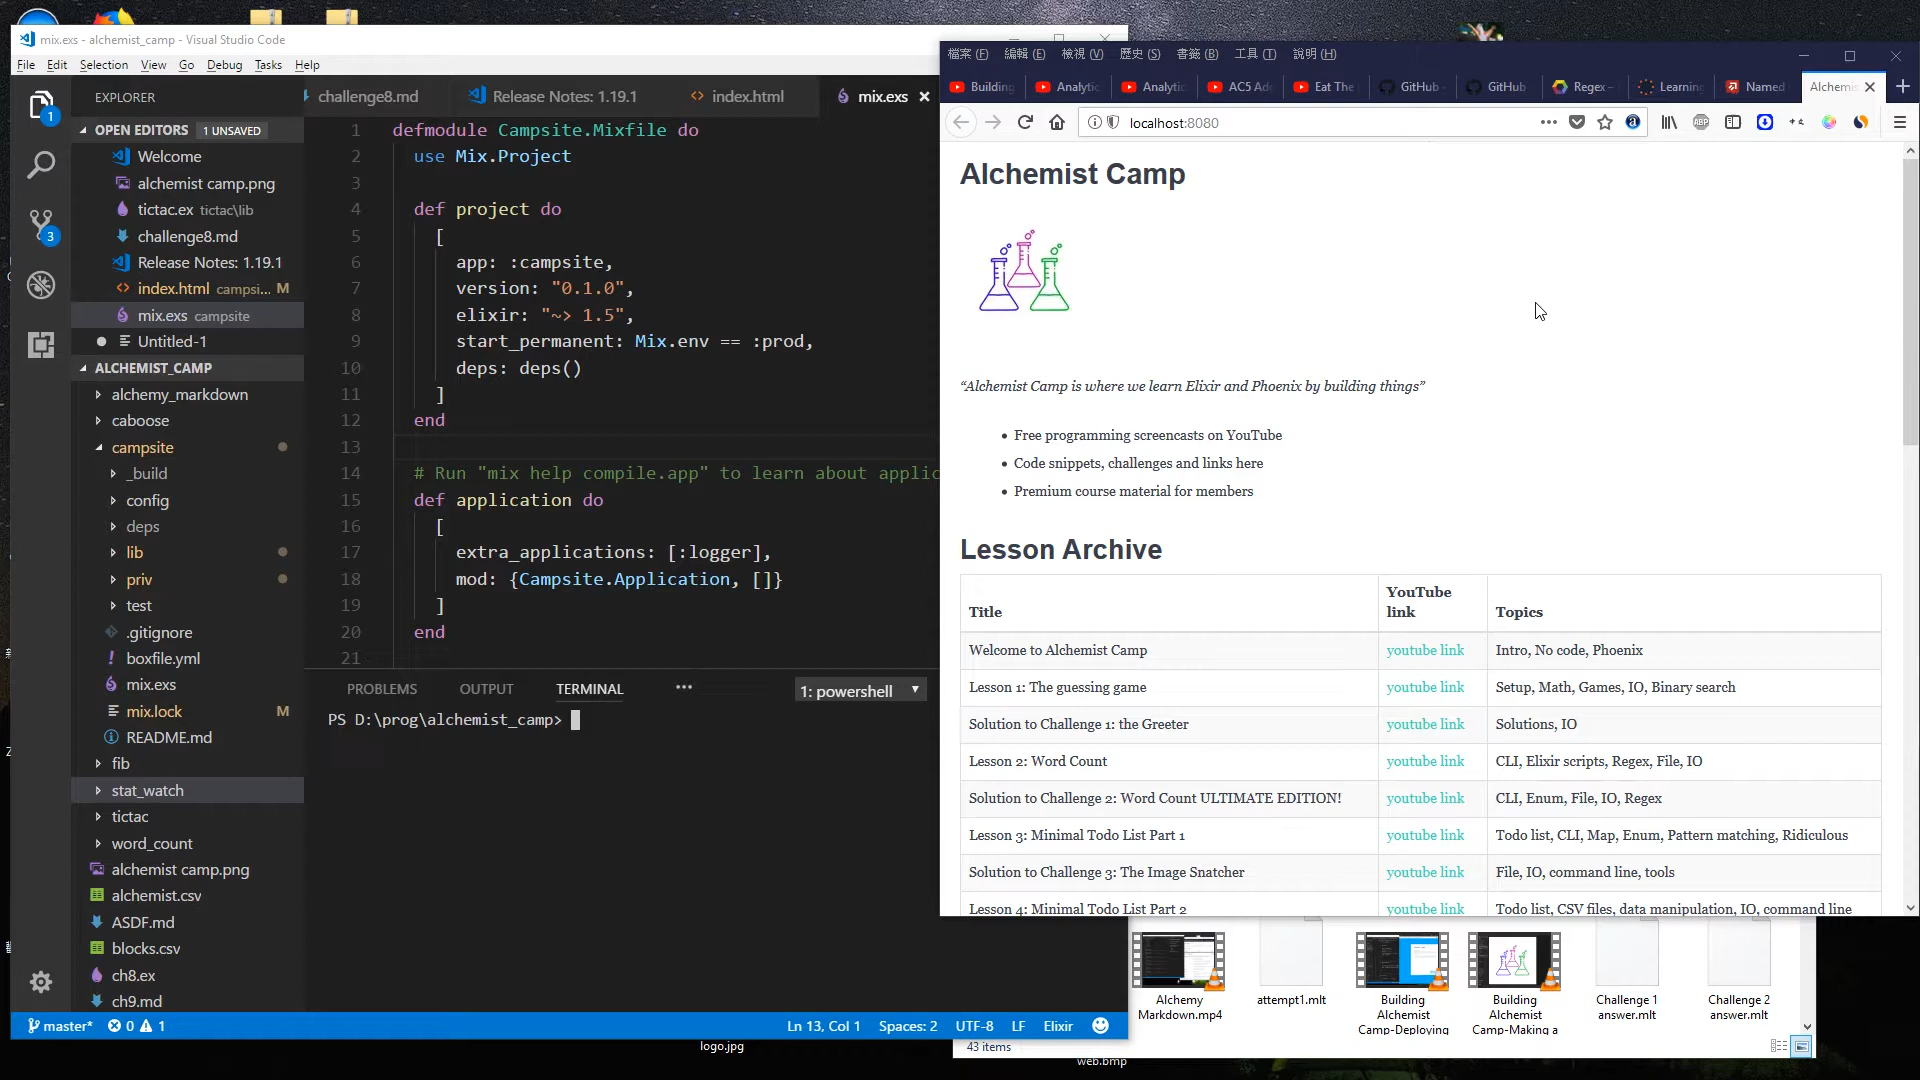 mix.exs - alchemist_camp - Visual Studio Code
File Edit Selection View Go Debug Tasks Help
EXPLORER
OPEN EDITORS 1 UNSAVED
Welcome
alchemist camp.png
tictac.ex tictac\lib
challenge8.md
Release Notes: 1.19.1
index.html campsi... M
mix.exs campsite
Untitled-1
ALCHEMIST_CAMP
alchemy_markdown
caboose
campsite
_build
config
deps
lib
priv
test
.gitignore
boxfile.yml
mix.exs
mix.lock M
README.md
fib
stat_watch
tictac
word_count
alchemist camp.png
alchemist.csv
ASDF.md
blocks.csv
ch8.ex
ch9.md
1
3
challenge8.md Release Notes: 1.19.1 index.html mix.exs
1 defmodule Campsite.Mixfile do
2 use Mix.Project
3
4 def project do
5 [
6 app: :campsite,
7 version: "0.1.0",
8 elixir: "~> 1.5",
9 start_permanent: Mix.env == :prod,
10 deps: deps()
11 ]
12 end
13
14 # Run "mix help compile.app" to learn about applic
15 def application do
16 [
17 extra_applications: [:logger],
18 mod: {Campsite.Application, []}
19 ]
20 end
21
PROBLEMS OUTPUT TERMINAL ••• 1: powershell
PS D:\prog\alchemist_camp>
master* 0 1 Ln 13, Col 1 Spaces: 2 UTF-8 LF Elixir
檔案 (F) 編輯 (E) 檢視 (V) 歷史 (S) 書籤 (B) 工具 (T) 說明 (H)
Building Analytic Analytic AC5 Ad Eat The GitHub GitHub Regex – Learning Named Alchemis
localhost:8080
ABP
Alchemist Camp
“Alchemist Camp is where we learn Elixir and Phoenix by building things”
• Free programming screencasts on YouTube
• Code snippets, challenges and links here
• Premium course material for members
Lesson Archive
Title YouTube link Topics
Welcome to Alchemist Camp youtube link Intro, No code, Phoenix
Lesson 1: The guessing game youtube link Setup, Math, Games, IO, Binary search
Solution to Challenge 1: the Greeter youtube link Solutions, IO
Lesson 2: Word Count youtube link CLI, Elixir scripts, Regex, File, IO
Solution to Challenge 2: Word Count ULTIMATE EDITION! youtube link CLI, Enum, File, IO, Regex
Lesson 3: Minimal Todo List Part 1 youtube link Todo list, CLI, Map, Enum, Pattern matching, Ridiculous
Solution to Challenge 3: The Image Snatcher youtube link File, IO, command line, tools
Lesson 4: Minimal Todo List Part 2 youtube link Todo list, CSV files, data manipulation, IO, command line
Alchemy Markdown.mp4
attempt1.mlt
Building Alchemist Camp-Deploying
Building Alchemist Camp-Making a
Challenge 1 answer.mlt
Challenge 2 answer.mlt
43 items
logo.jpg
web.bmp